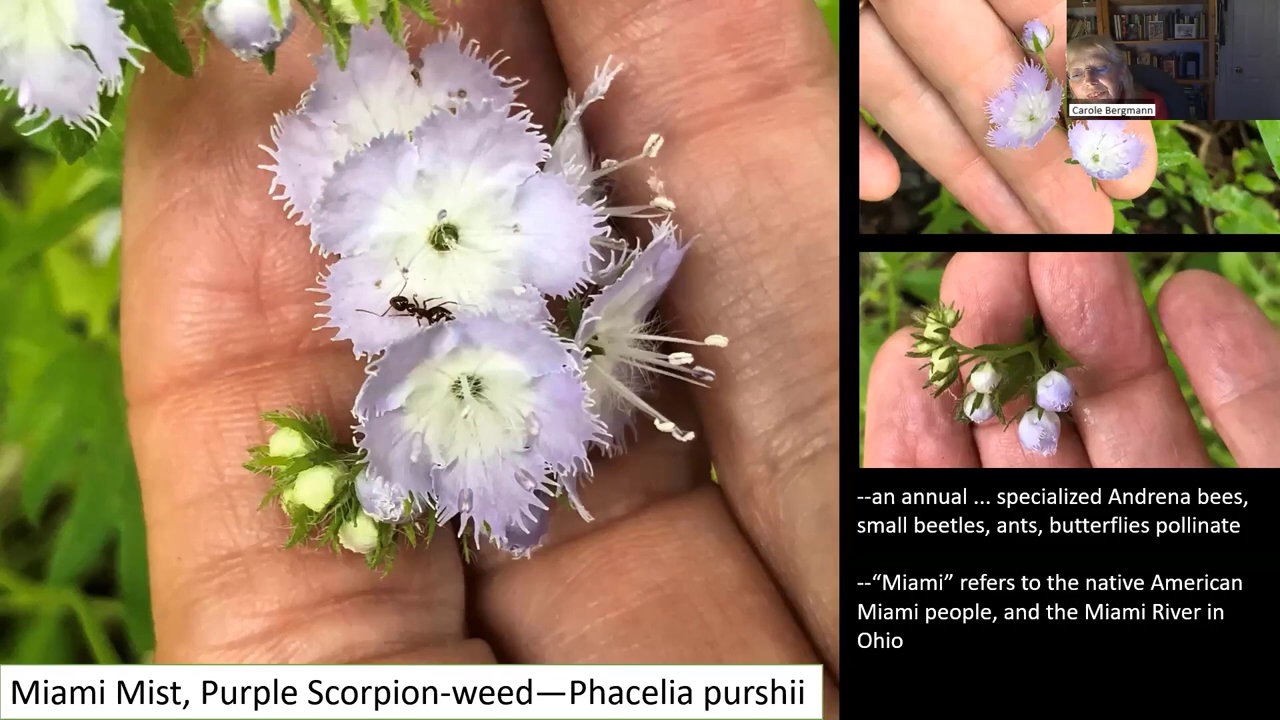 Carole Bergmann
--an annual ... specialized Andrena bees,
small beetles, ants, butterflies pollinate
--“Miami” refers to the native American
Miami people, and the Miami River in
Ohio
Miami Mist, Purple Scorpion-weed—Phacelia purshii